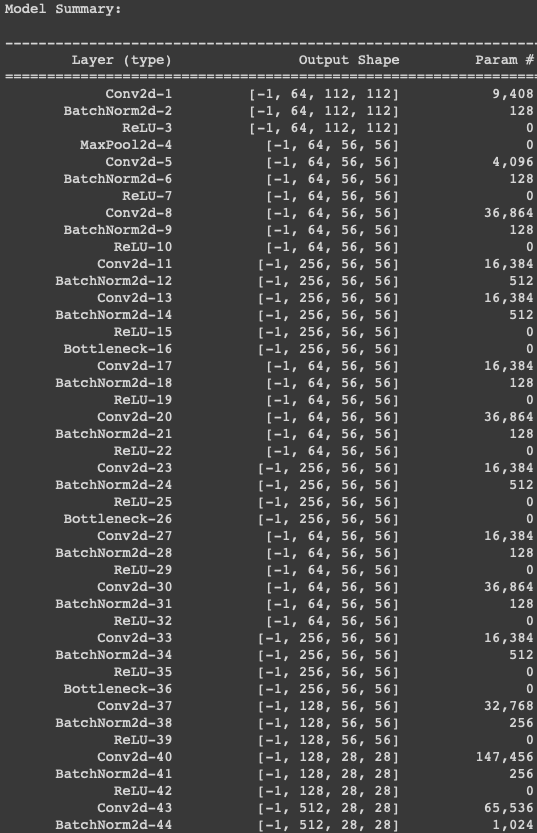 Model Summary:
----------------------------------------------------------------
Layer (type) Output Shape Param #
================================================================
Conv2d-1 [-1, 64, 112, 112] 9,408
BatchNorm2d-2 [-1, 64, 112, 112] 128
ReLU-3 [-1, 64, 112, 112] 0
MaxPool2d-4 [-1, 64, 56, 56] 0
Conv2d-5 [-1, 64, 56, 56] 4,096
BatchNorm2d-6 [-1, 64, 56, 56] 128
ReLU-7 [-1, 64, 56, 56] 0
Conv2d-8 [-1, 64, 56, 56] 36,864
BatchNorm2d-9 [-1, 64, 56, 56] 128
ReLU-10 [-1, 64, 56, 56] 0
Conv2d-11 [-1, 256, 56, 56] 16,384
BatchNorm2d-12 [-1, 256, 56, 56] 512
Conv2d-13 [-1, 256, 56, 56] 16,384
BatchNorm2d-14 [-1, 256, 56, 56] 512
ReLU-15 [-1, 256, 56, 56] 0
Bottleneck-16 [-1, 256, 56, 56] 0
Conv2d-17 [-1, 64, 56, 56] 16,384
BatchNorm2d-18 [-1, 64, 56, 56] 128
ReLU-19 [-1, 64, 56, 56] 0
Conv2d-20 [-1, 64, 56, 56] 36,864
BatchNorm2d-21 [-1, 64, 56, 56] 128
ReLU-22 [-1, 64, 56, 56] 0
Conv2d-23 [-1, 256, 56, 56] 16,384
BatchNorm2d-24 [-1, 256, 56, 56] 512
ReLU-25 [-1, 256, 56, 56] 0
Bottleneck-26 [-1, 256, 56, 56] 0
Conv2d-27 [-1, 64, 56, 56] 16,384
BatchNorm2d-28 [-1, 64, 56, 56] 128
ReLU-29 [-1, 64, 56, 56] 0
Conv2d-30 [-1, 64, 56, 56] 36,864
BatchNorm2d-31 [-1, 64, 56, 56] 128
ReLU-32 [-1, 64, 56, 56] 0
Conv2d-33 [-1, 256, 56, 56] 16,384
BatchNorm2d-34 [-1, 256, 56, 56] 512
ReLU-35 [-1, 256, 56, 56] 0
Bottleneck-36 [-1, 256, 56, 56] 0
Conv2d-37 [-1, 128, 56, 56] 32,768
BatchNorm2d-38 [-1, 128, 56, 56] 256
ReLU-39 [-1, 128, 56, 56] 0
Conv2d-40 [-1, 128, 28, 28] 147,456
BatchNorm2d-41 [-1, 128, 28, 28] 256
ReLU-42 [-1, 128, 28, 28] 0
Conv2d-43 [-1, 512, 28, 28] 65,536
BatchNorm2d-44 [-1, 512, 28, 28] 1,024